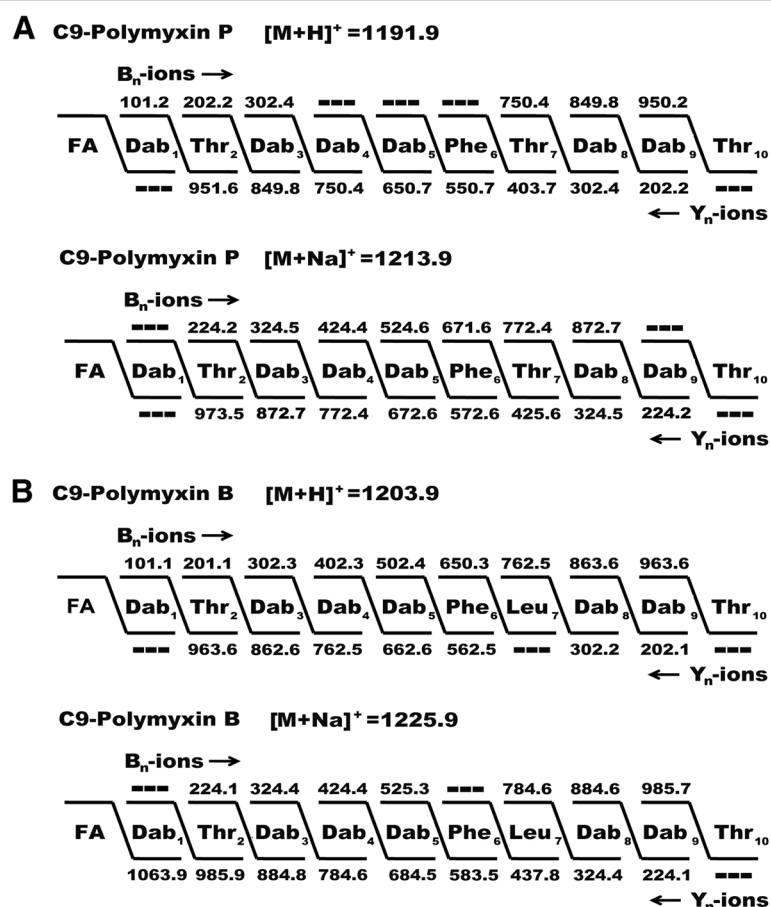 A C9-Polymyxin P [M+H]+ =1191.9
Bn-ions →
101.2 202.2 302.4 --- --- --- 750.4 849.8 950.2
FA Dab1 Thr2 Dab3 Dab4 Dab5 Phe6 Thr7 Dab8 Dab9 Thr10
--- 951.6 849.8 750.4 650.7 550.7 403.7 302.4 202.2 ---
← Yn-ions
C9-Polymyxin P [M+Na]+ =1213.9
Bn-ions →
--- 224.2 324.5 424.4 524.6 671.6 772.4 872.7 ---
FA Dab1 Thr2 Dab3 Dab4 Dab5 Phe6 Thr7 Dab8 Dab9 Thr10
--- 973.5 872.7 772.4 672.6 572.6 425.6 324.5 224.2 ---
← Yn-ions
B C9-Polymyxin B [M+H]+ =1203.9
Bn-ions →
101.1 201.1 302.3 402.3 502.4 650.3 762.5 863.6 963.6
FA Dab1 Thr2 Dab3 Dab4 Dab5 Phe6 Leu7 Dab8 Dab9 Thr10
--- 963.6 862.6 762.5 662.6 562.5 --- 302.2 202.1 ---
← Yn-ions
C9-Polymyxin B [M+Na]+ =1225.9
Bn-ions →
--- 224.1 324.4 424.4 525.3 --- 784.6 884.6 985.7
FA Dab1 Thr2 Dab3 Dab4 Dab5 Phe6 Leu7 Dab8 Dab9 Thr10
1063.9 985.9 884.8 784.6 684.5 583.5 437.8 324.4 224.1 ---
← Yn-ions